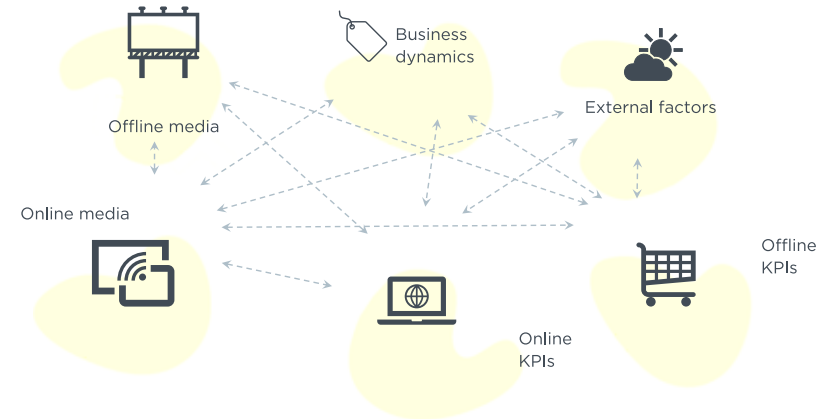 Business
dynamics
Offline media
External factors
Online media
Offline
KPIs
Online
KPIs